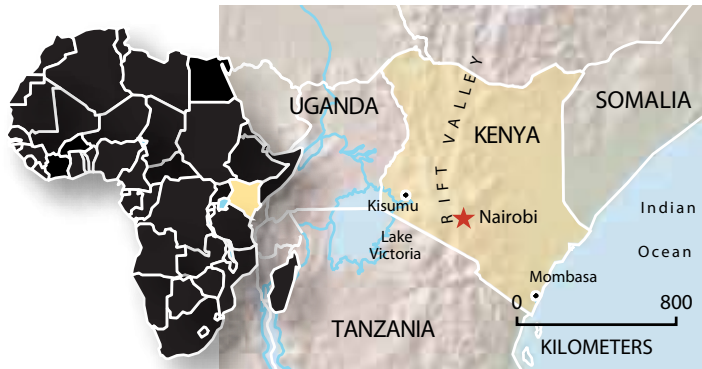 UGANDA
SOMALIA
KENYA
RIFT VALLEY
Kisumu
Nairobi
Indian
Ocean
Lake
Victoria
Mombasa
0 800
TANZANIA
KILOMETERS